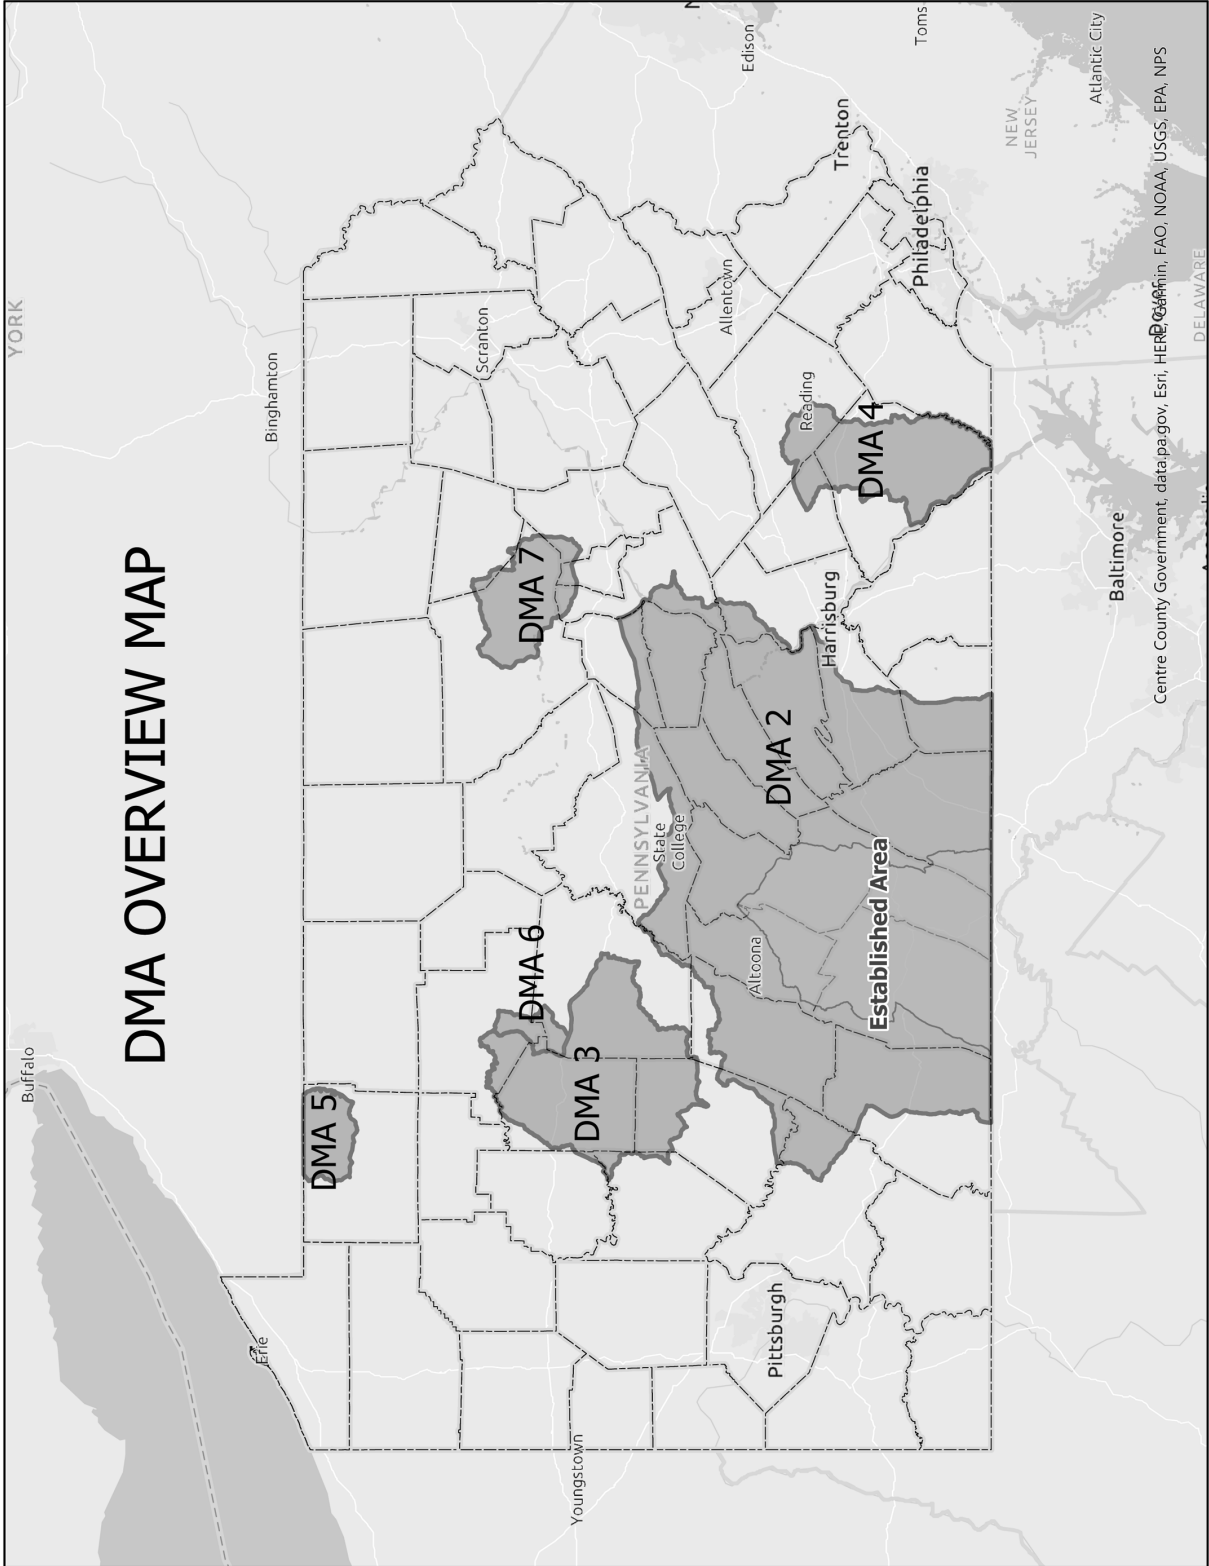 DMA OVERVIEW MAP
Buffalo
YORK
Binghamton
Erie
DMA 5
Scranton
DMA 6
DMA 7
Youngstown
DMA 3
PENNSYLVANIA
State
College
Edison
Allentown
Pittsburgh
Altoona
DMA 2
Reading
Harrisburg
Trenton
DMA 4
Established Area
Philadelphia
Toms
NEW
JERSEY
Atlantic City
Baltimore
Dover
DELAWARE
Centre County Government, data.pa.gov, Esri, HERE, Garmin, FAO, NOAA, USGS, EPA, NPS